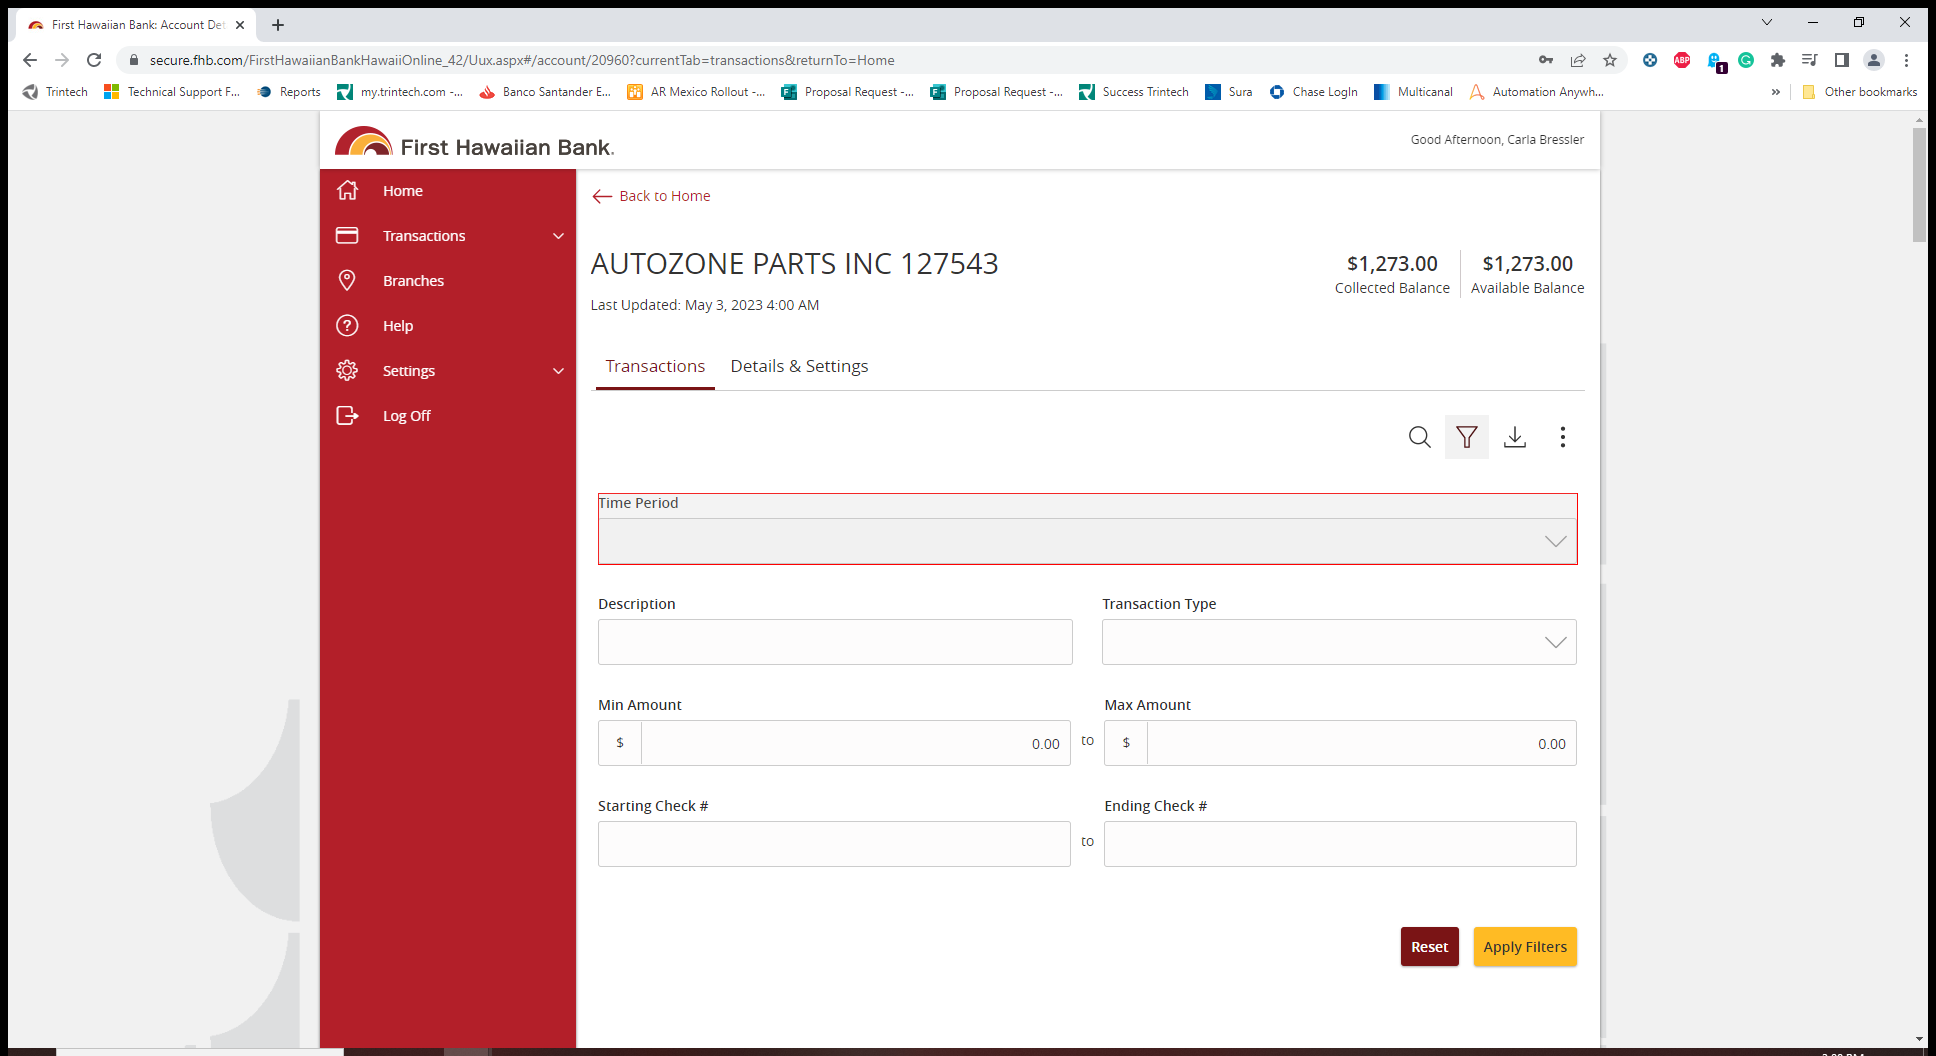 First Hawaiian Bank: Account Det
secure.fhb.com/FirstHawaiianBankHawaiiOnline_42/Uux.aspx#/account/20960?currentTab=transactions&returnTo=Home
ABP
1
Trintech
Technical Support F...
Reports
my.trintech.com -...
Banco Santander E...
AR Mexico Rollout -...
Proposal Request -...
Proposal Request -...
Success Trintech
Sura
Chase LogIn
Multicanal
Automation Anywh...
»
Other bookmarks
First Hawaiian Bank.
Good Afternoon, Carla Bressler
Home
Transactions
Branches
Help
Settings
Log Off
Back to Home
AUTOZONE PARTS INC 127543
Last Updated: May 3, 2023 4:00 AM
$1,273.00
Collected Balance
$1,273.00
Available Balance
Transactions
Details & Settings
Time Period
Description
Transaction Type
Min Amount
$
0.00
to
Max Amount
$
0.00
Starting Check #
to
Ending Check #
Reset
Apply Filters